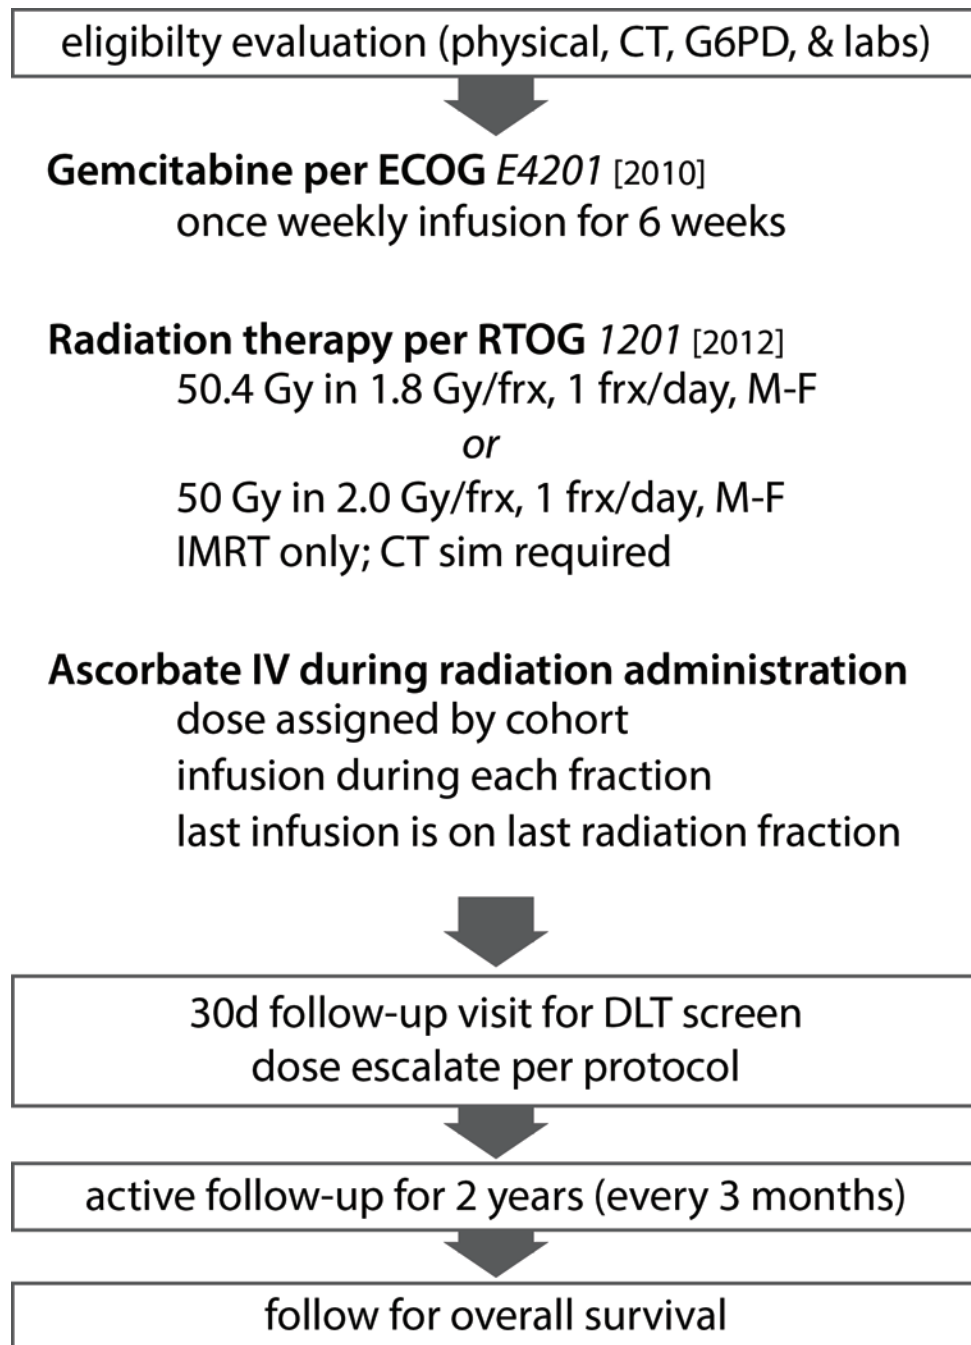 eligibilty evaluation (physical, CT, G6PD, & labs)
Gemcitabine per ECOG E4201 [2010]
once weekly infusion for 6 weeks
Radiation therapy per RTOG 1201 [2012]
50.4 Gy in 1.8 Gy/frx, 1 frx/day, M-F
or
50 Gy in 2.0 Gy/frx, 1 frx/day, M-F
IMRT only; CT sim required
Ascorbate IV during radiation administration
dose assigned by cohort
infusion during each fraction
last infusion is on last radiation fraction
30d follow-up visit for DLT screen
dose escalate per protocol
active follow-up for 2 years (every 3 months)
follow for overall survival